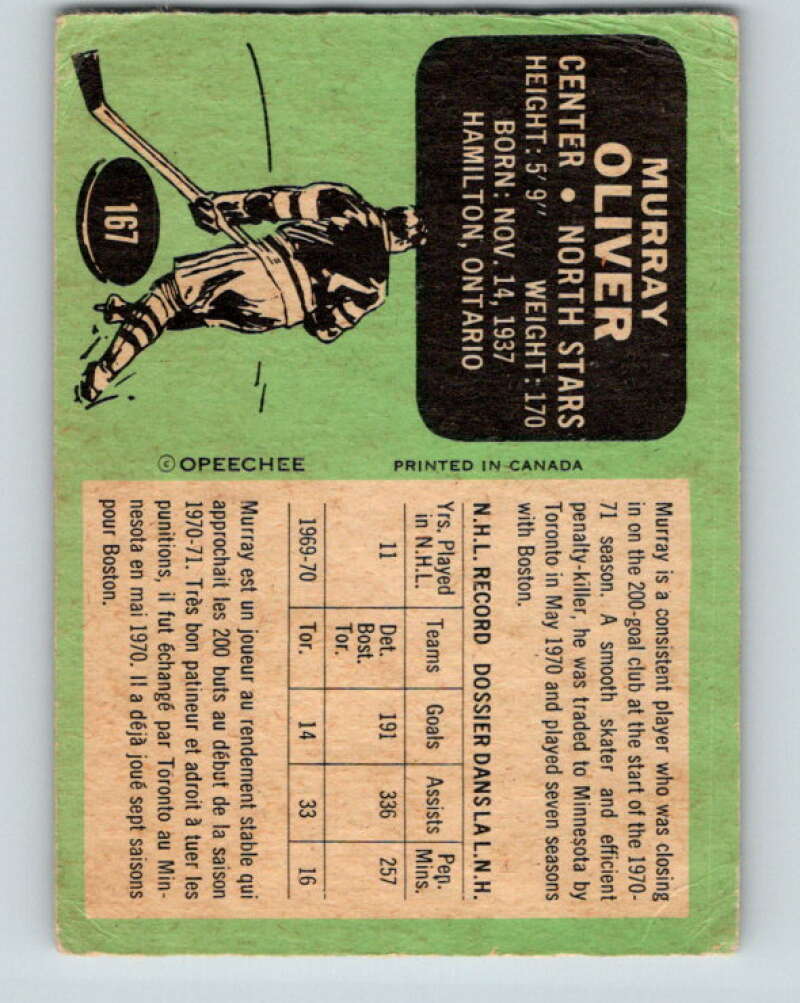 MURRAY
OLIVER
CENTER • NORTH STARS
HEIGHT: 5'9" WEIGHT: 170
BORN: NOV. 14, 1937
HAMILTON, ONTARIO
167
© OPEECHEE PRINTED IN CANADA
Murray is a consistent player who was closing
in on the 200-goal club at the start of the 1970-
71 season. A smooth skater and efficient
penalty-killer, he was traded to Minnesota by
Toronto in May 1970 and played seven seasons
with Boston.
N.H.L. RECORD DOSSIER DANS LA L.N.H.
Yrs. Played in N.H.L. Teams Goals Assists Pep. Mins.
11 Det. Bost. Tor. 191 336 257
1969-70 Tor. 14 33 16
Murray est un joueur au rendement stable qui
approchait les 200 buts au début de la saison
1970-71. Très bon patineur et adroit à tuer les
punitions, il fut échangé par Toronto au Min-
nesota en mai 1970. Il a déjà joué sept saisons
pour Boston.